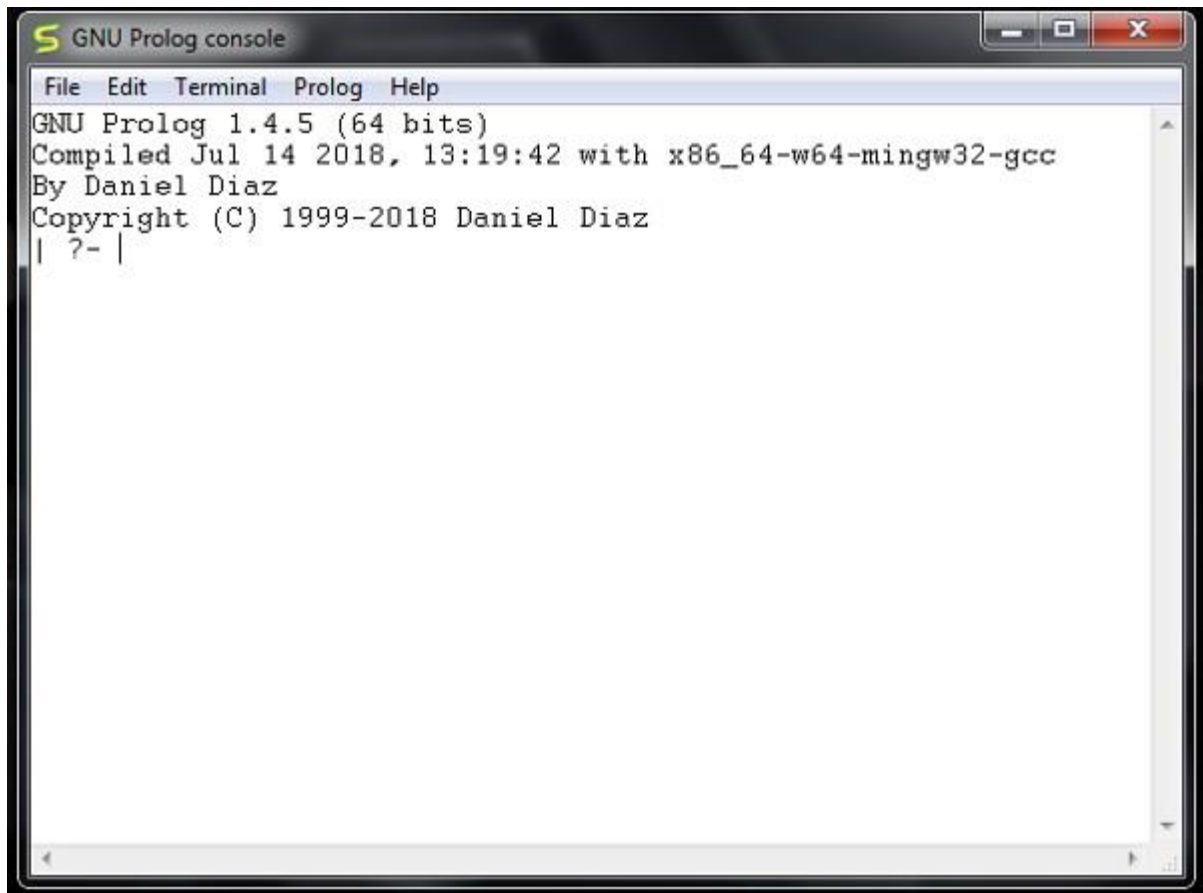 GNU Prolog console
File Edit Terminal Prolog Help
GNU Prolog 1.4.5 (64 bits)
Compiled Jul 14 2018, 13:19:42 with x86_64-w64-mingw32-gcc
By Daniel Diaz
Copyright (C) 1999-2018 Daniel Diaz
| ?-